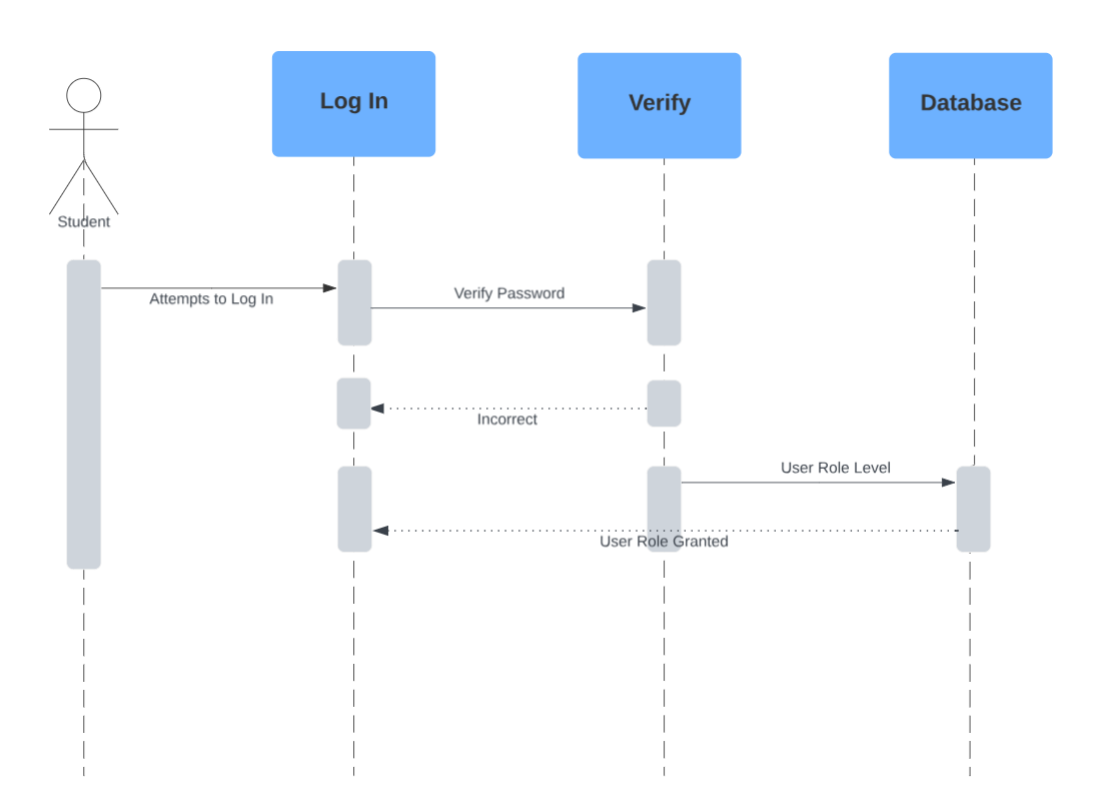 Log In
Verify
Database
Student
Attempts to Log In
Verify Password
Incorrect
User Role Level
User Role Granted